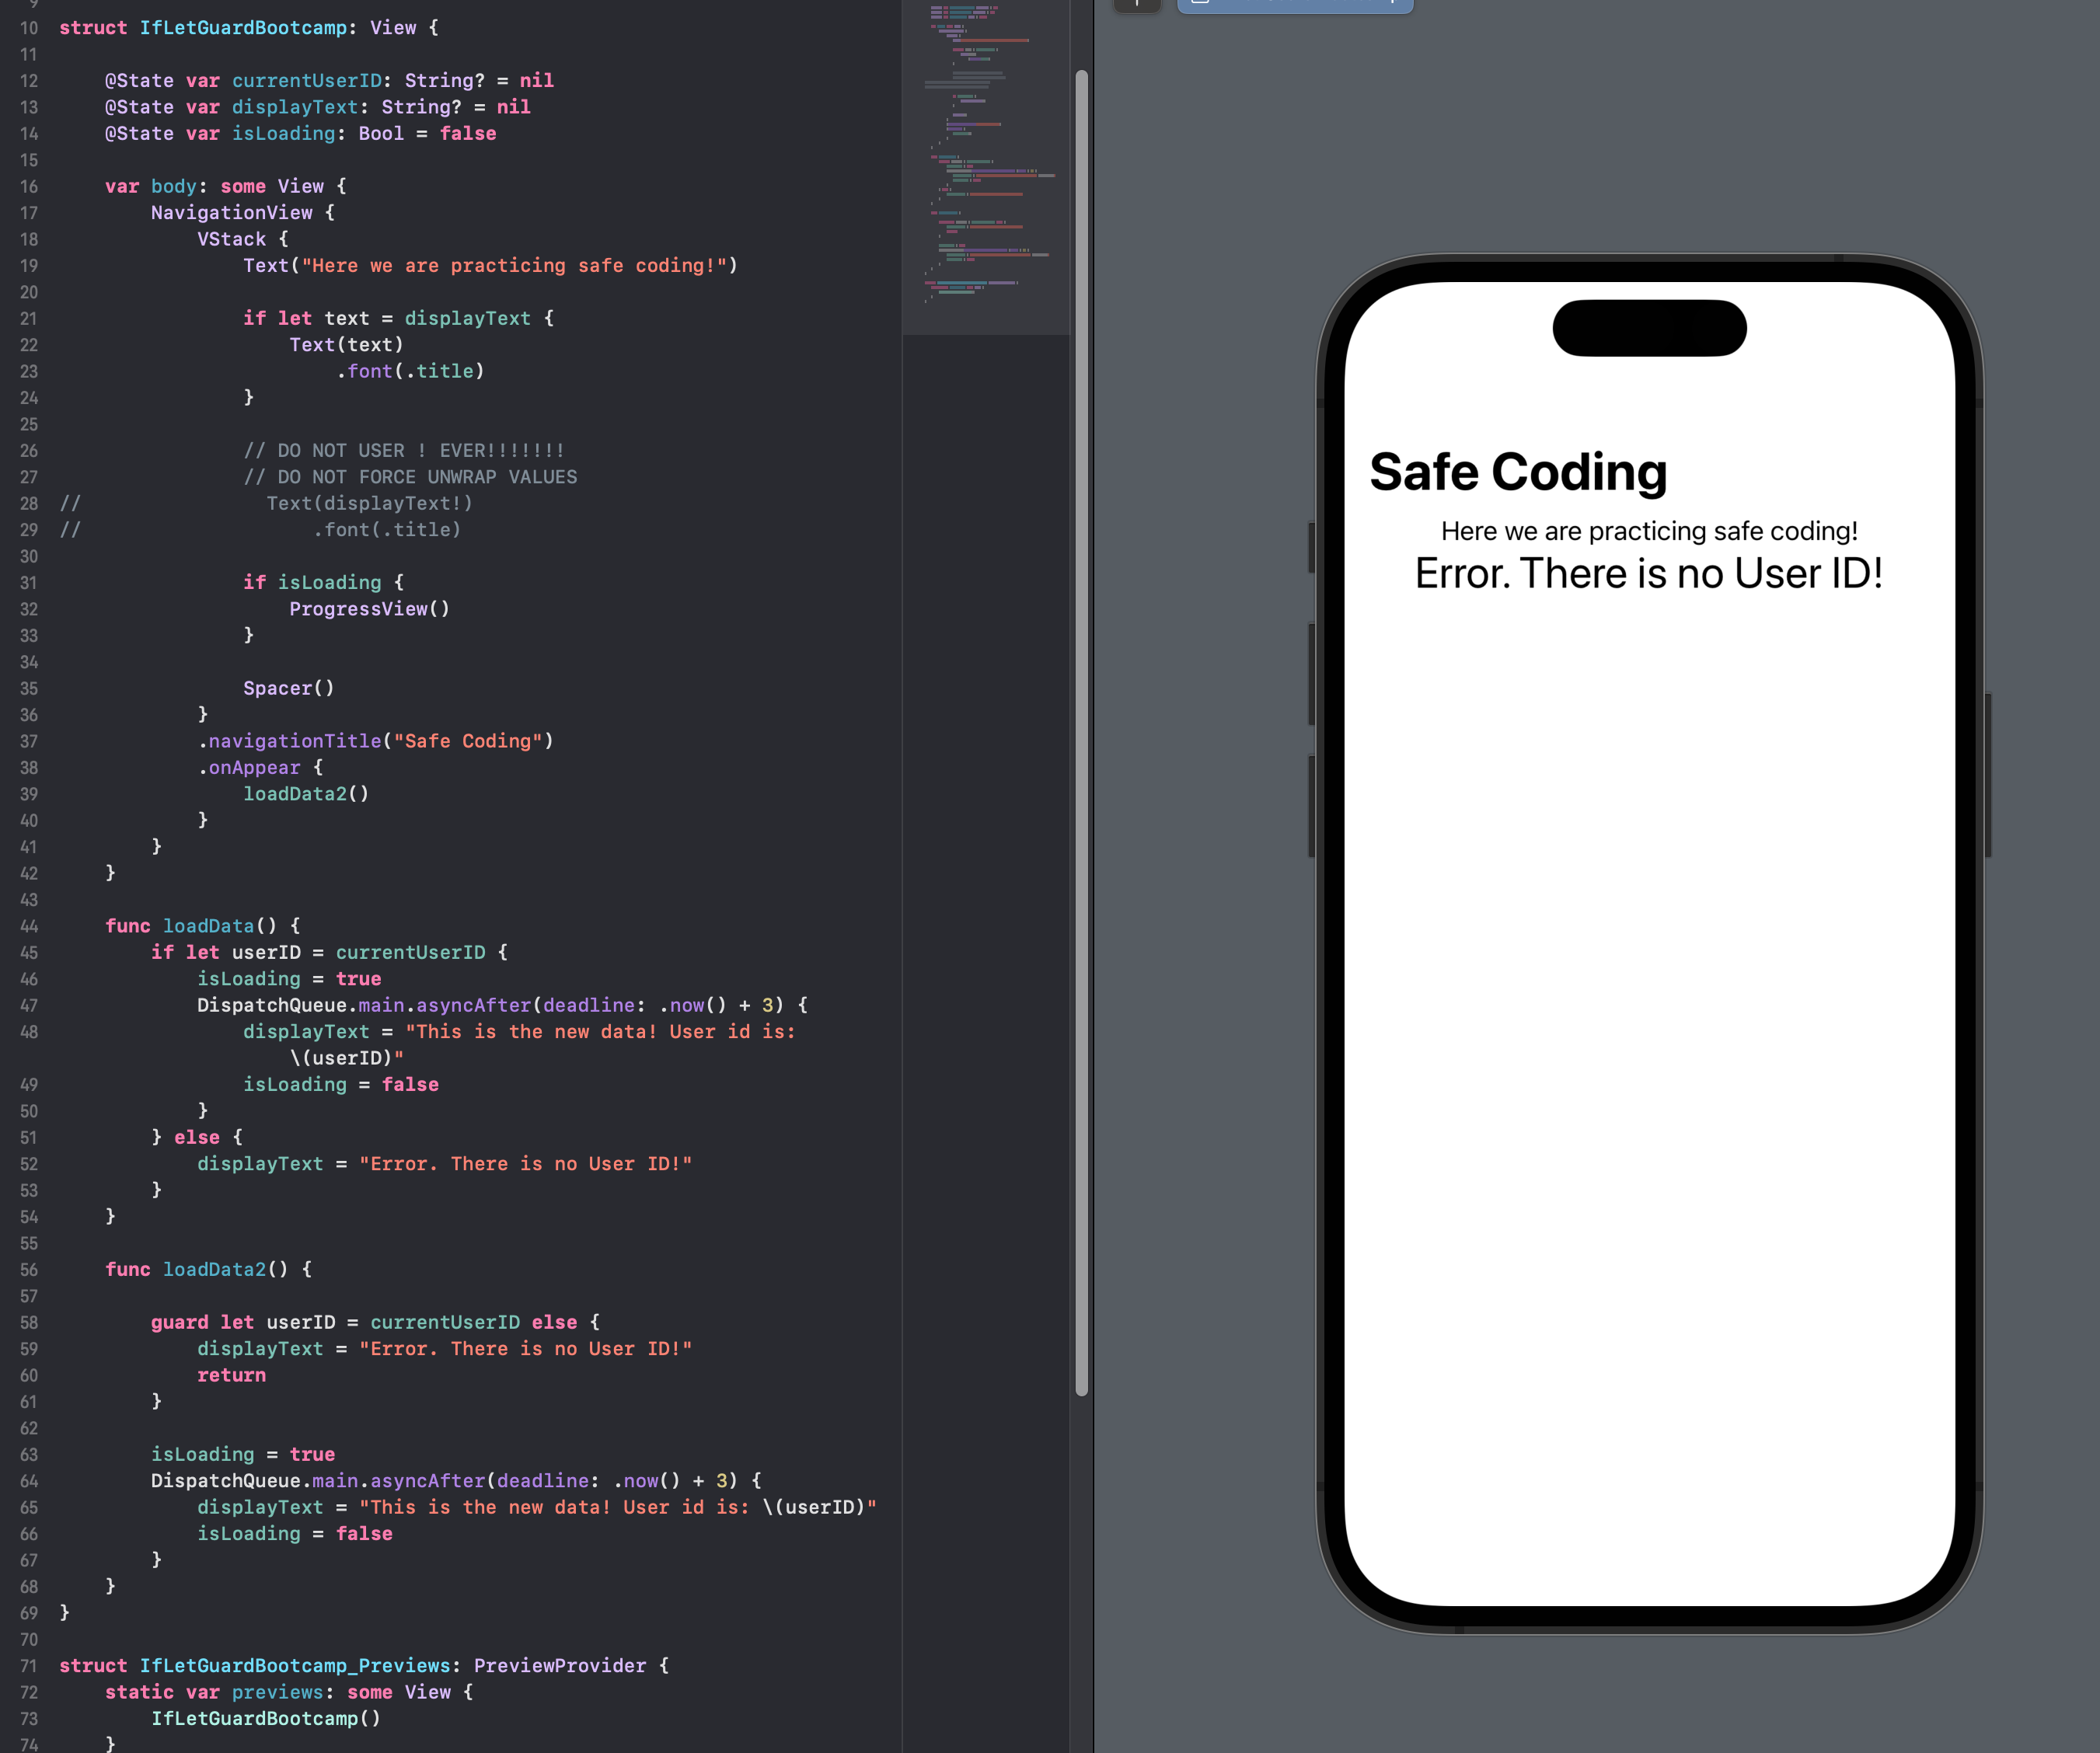 9
10 struct IfLetGuardBootcamp: View {
11
12     @State var currentUserID: String? = nil
13     @State var displayText: String? = nil
14     @State var isLoading: Bool = false
15
16     var body: some View {
17         NavigationView {
18             VStack {
19                 Text("Here we are practicing safe coding!")
20
21                 if let text = displayText {
22                     Text(text)
23                         .font(.title)
24                 }
25
26                 // DO NOT USER ! EVER!!!!!!!
27                 // DO NOT FORCE UNWRAP VALUES
28 //                Text(displayText!)
29 //                    .font(.title)
30
31                 if isLoading {
32                     ProgressView()
33                 }
34
35                 Spacer()
36             }
37             .navigationTitle("Safe Coding")
38             .onAppear {
39                 loadData2()
40             }
41         }
42     }
43
44     func loadData() {
45         if let userID = currentUserID {
46             isLoading = true
47             DispatchQueue.main.asyncAfter(deadline: .now() + 3) {
48                 displayText = "This is the new data! User id is:
                    \(userID)"
49                 isLoading = false
50             }
51         } else {
52             displayText = "Error. There is no User ID!"
53         }
54     }
55
56     func loadData2() {
57
58         guard let userID = currentUserID else {
59             displayText = "Error. There is no User ID!"
60             return
61         }
62
63         isLoading = true
64         DispatchQueue.main.asyncAfter(deadline: .now() + 3) {
65             displayText = "This is the new data! User id is: \(userID)"
66             isLoading = false
67         }
68     }
69 }
70
71 struct IfLetGuardBootcamp_Previews: PreviewProvider {
72     static var previews: some View {
73         IfLetGuardBootcamp()
74     }
Safe Coding
Here we are practicing safe coding!
Error. There is no User ID!